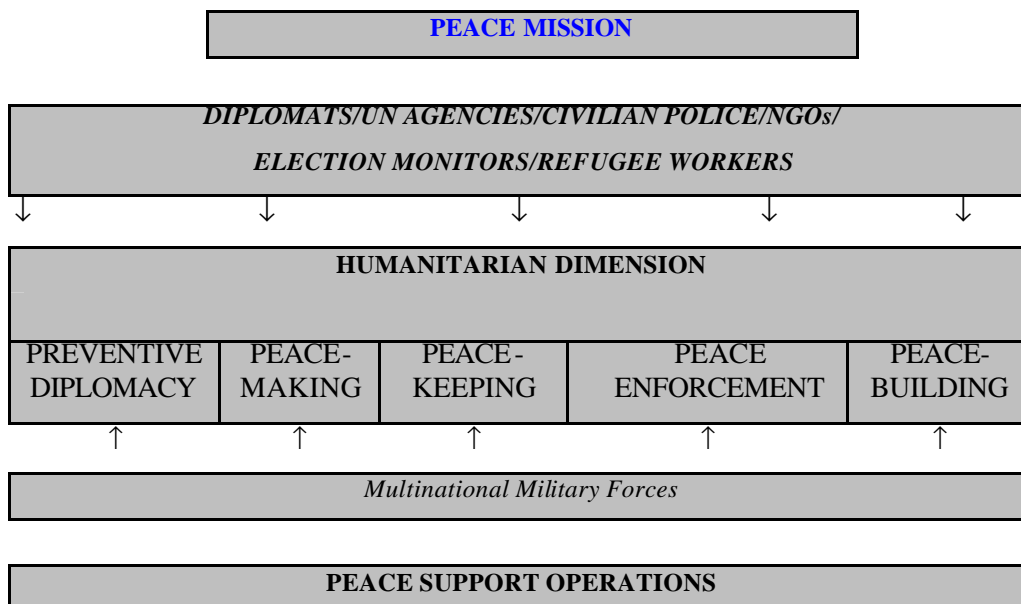 PEACE MISSION
DIPLOMATS/UN AGENCIES/CIVILIAN POLICE/NGOs/
ELECTION MONITORS/REFUGEE WORKERS
↓ ↓ ↓ ↓ ↓
HUMANITARIAN DIMENSION
PREVENTIVE
DIPLOMACY
PEACE-
MAKING
PEACE-
KEEPING
PEACE
ENFORCEMENT
PEACE-
BUILDING
↑ ↑ ↑ ↑ ↑
Multinational Military Forces
PEACE SUPPORT OPERATIONS